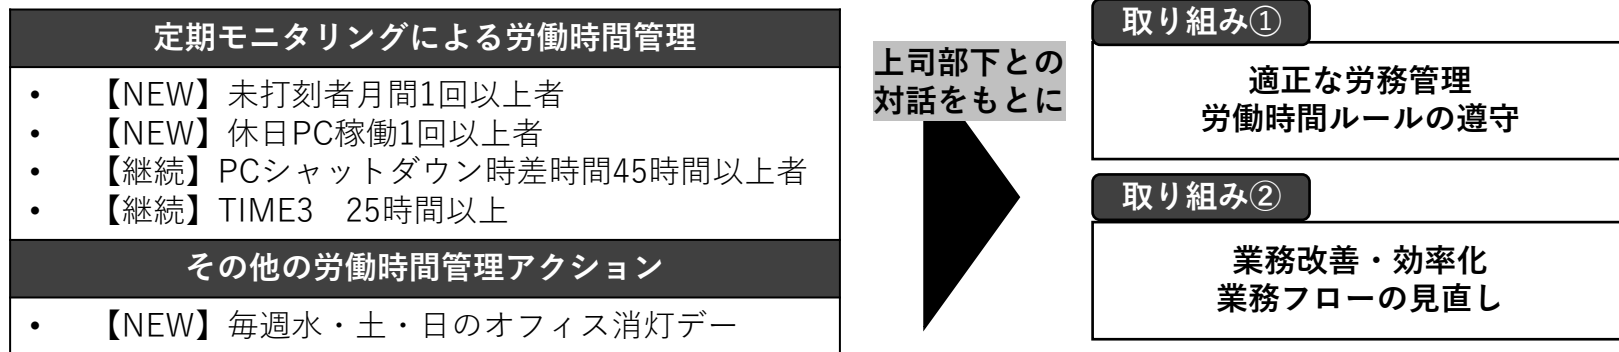 定期モニタリングによる労働時間管理
• 【NEW】未打刻者月間1回以上者
• 【NEW】休日PC稼働1回以上者
• 【継続】PCシャットダウン時差時間45時間以上者
• 【継続】TIME3　25時間以上
その他の労働時間管理アクション
• 【NEW】毎週水・土・日のオフィス消灯デー
上司部下との
対話をもとに
取り組み①
適正な労務管理
労働時間ルールの遵守
取り組み②
業務改善・効率化
業務フローの見直し